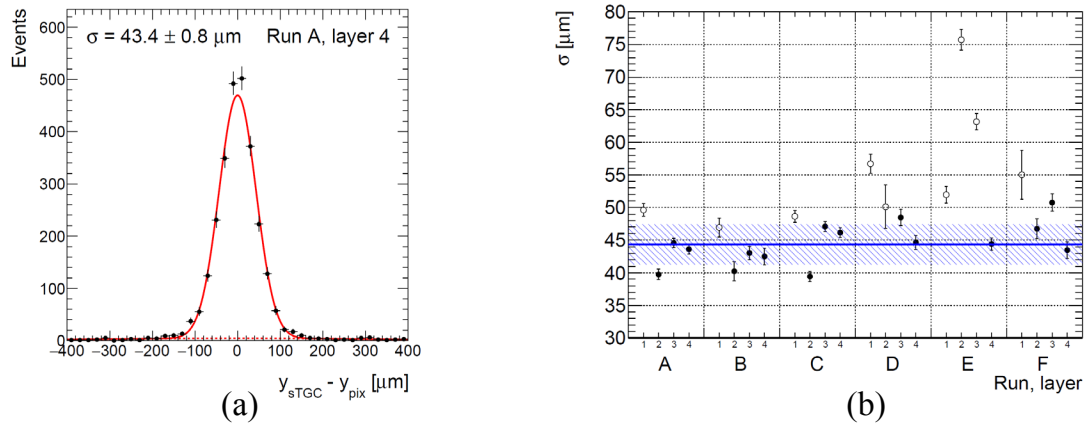 σ = 43.4 ± 0.8 μm Run A, layer 4
Events
600
500
400
300
200
100
0
−400 −300 −200 −100 0 100 200 300 400
y_sTGC - y_pix [μm]
(a)
σ [μm]
80
75
70
65
60
55
50
45
40
35
30
1 2 3 4 1 2 3 4 1 2 3 4 1 2 3 4 1 2 3 4 1 2 3 4
A B C D E F
Run, layer
(b)